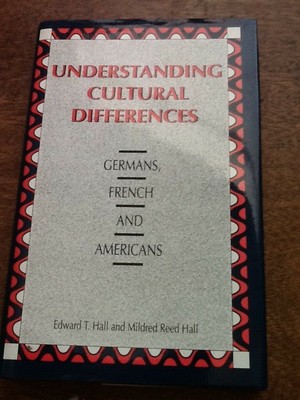 UNDERSTANDING
CULTURAL
DIFFERENCES
GERMANS,
FRENCH
AND
AMERICANS
Edward T. Hall and Mildred Reed Hall